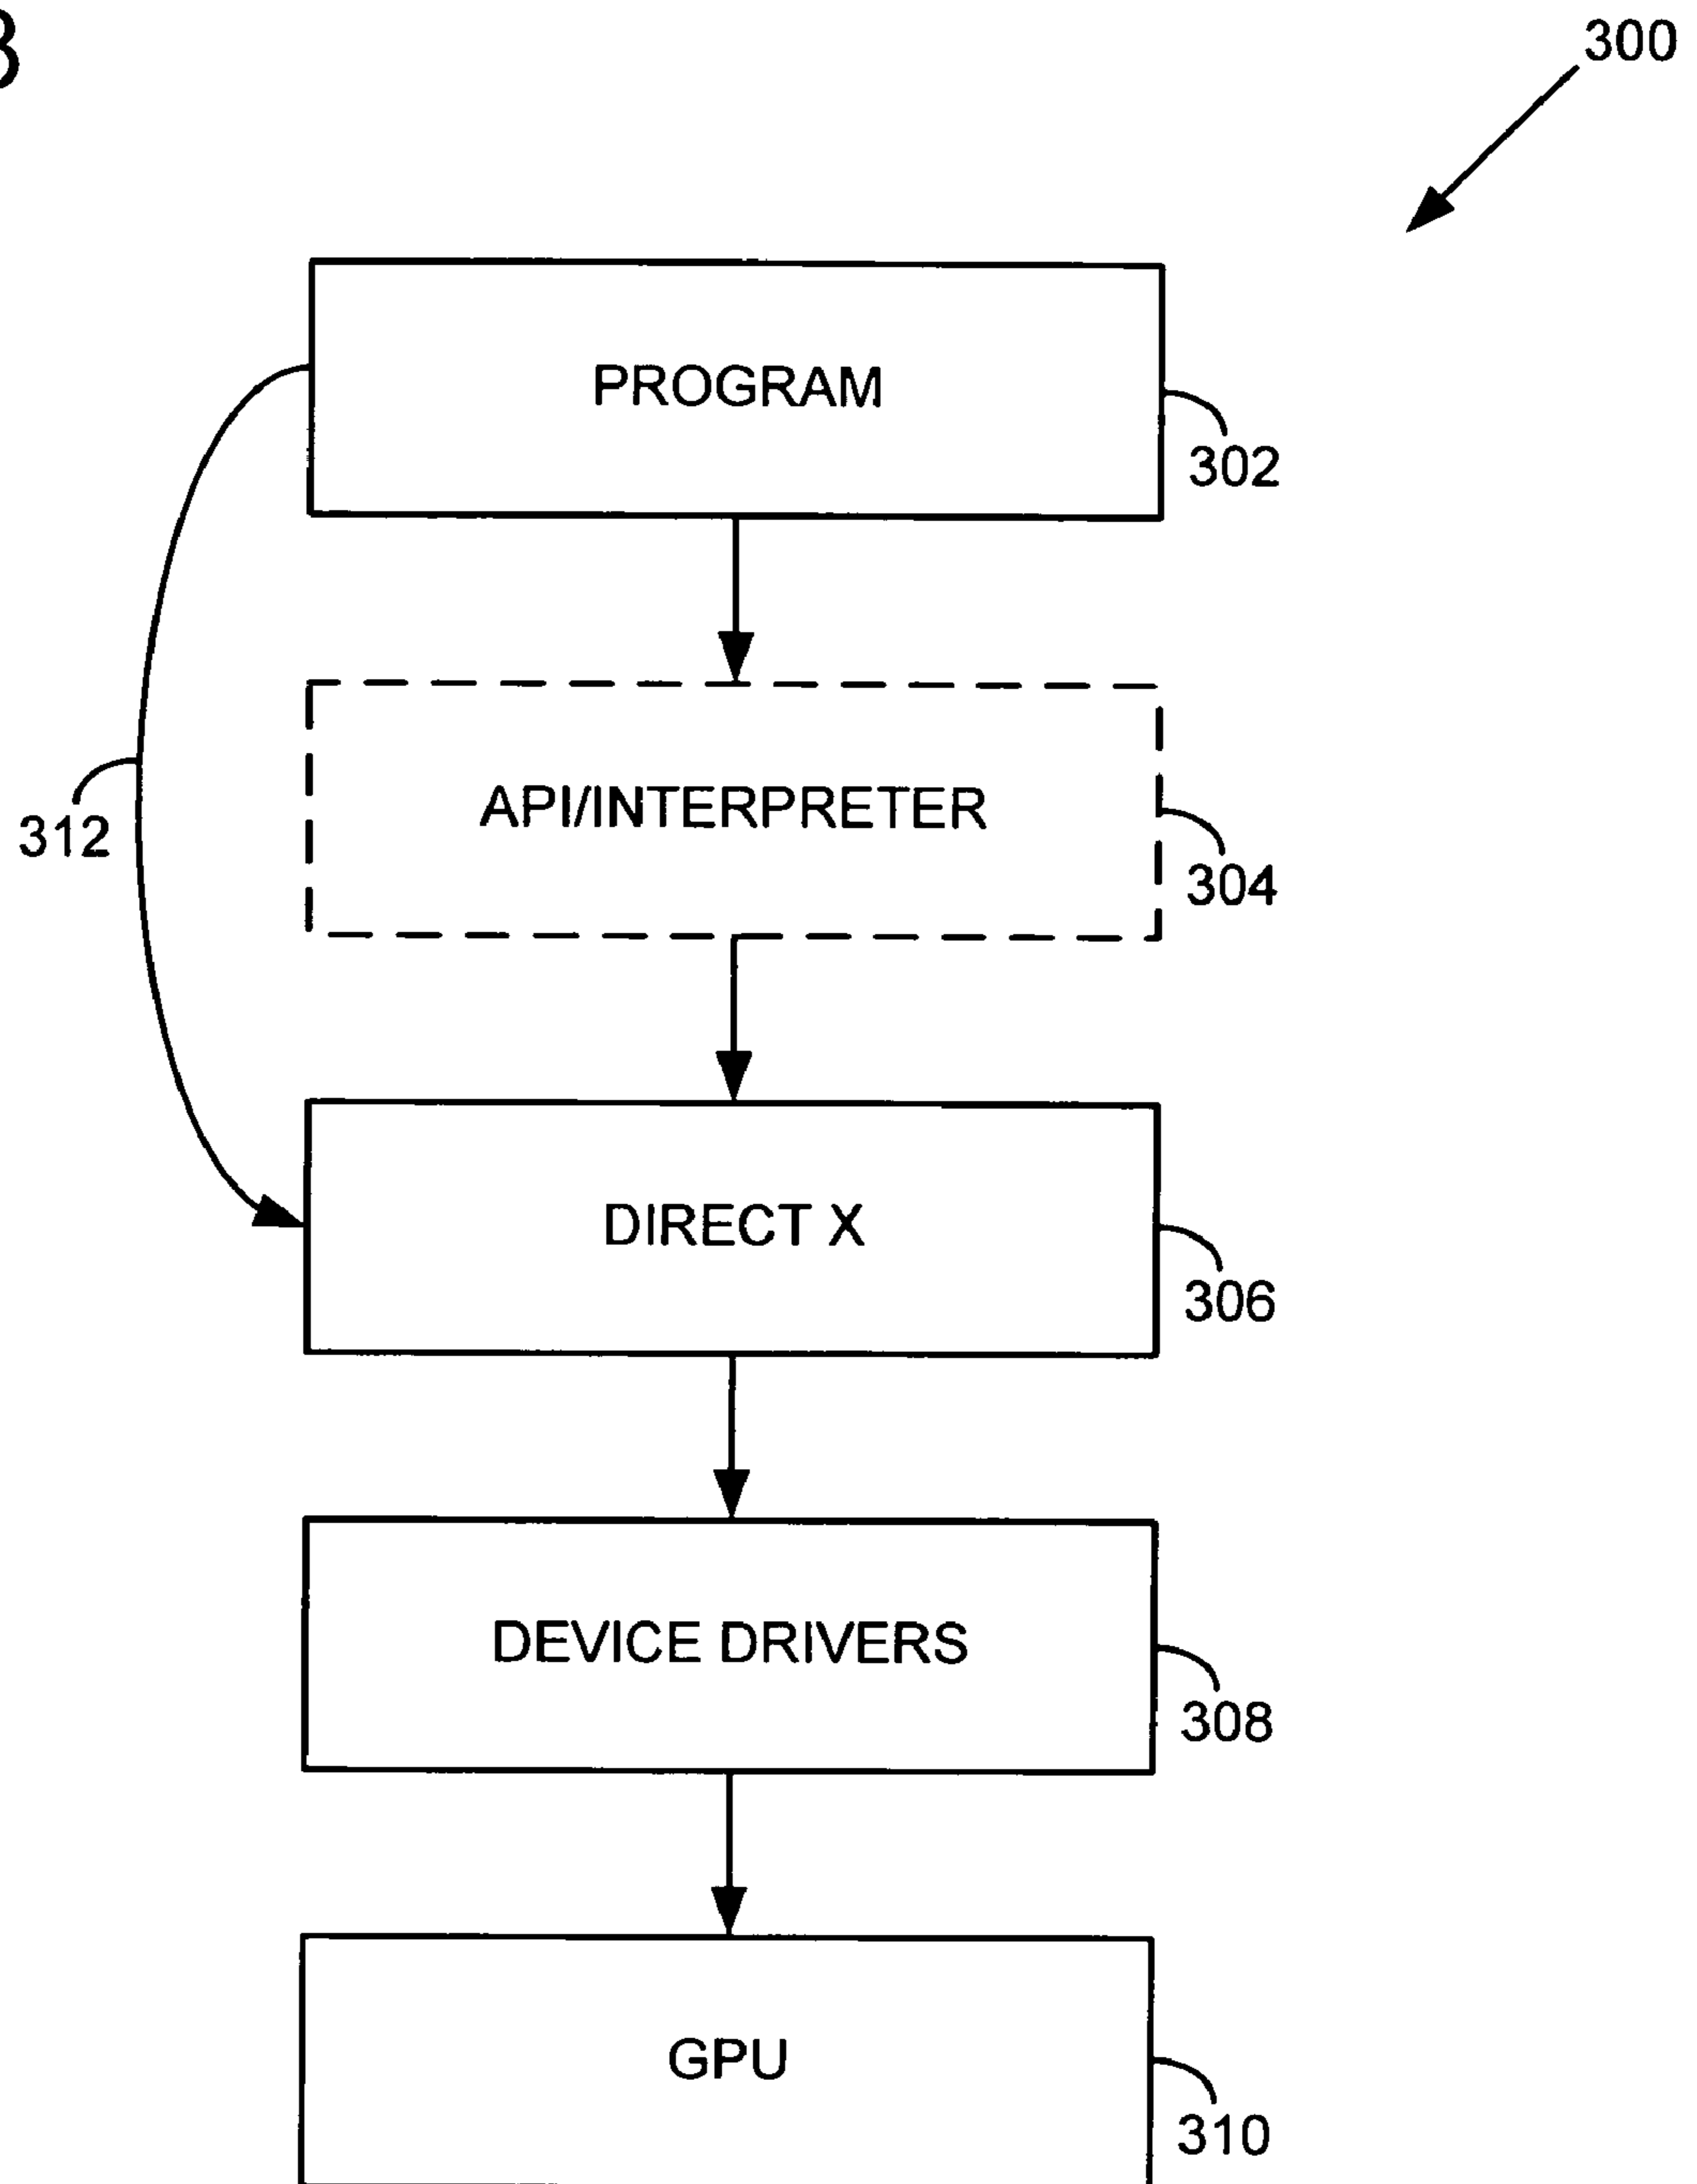 300
PROGRAM
302
API/INTERPRETER
312
304
DIRECT X
306
DEVICE DRIVERS
308
GPU
310